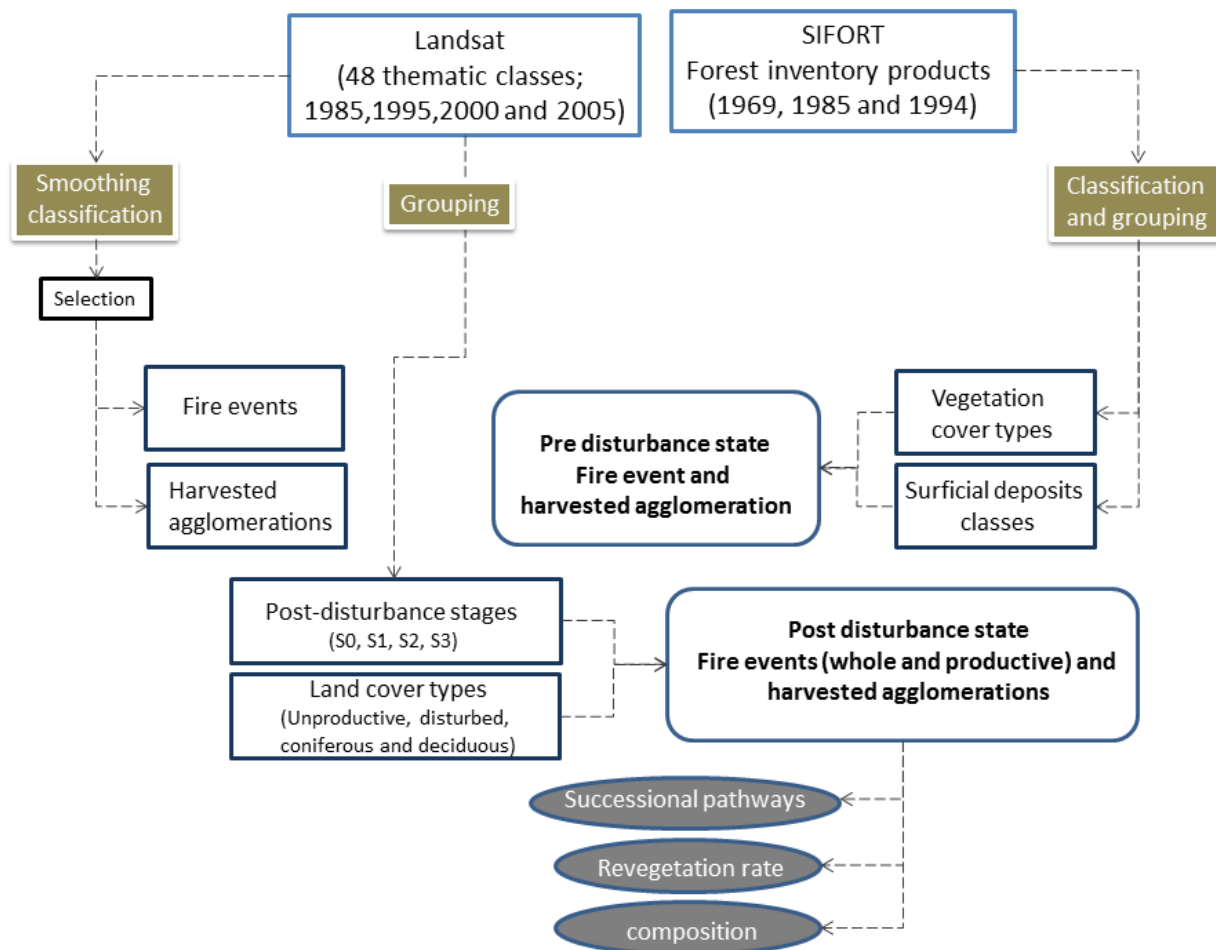 Landsat
(48 thematic classes;
1985,1995,2000 and 2005)
SIFORT
Forest inventory products
(1969, 1985 and 1994)
Smoothing
classification
Grouping
Classification
and grouping
Selection
Fire events
Harvested
agglomerations
Vegetation
cover types
Surficial deposits
classes
Pre disturbance state
Fire event and
harvested agglomeration
Post-disturbance stages
(S0, S1, S2, S3)
Land cover types
(Unproductive, disturbed,
coniferous and deciduous)
Post disturbance state
Fire events (whole and productive) and
harvested agglomerations
Successional pathways
Revegetation rate
composition